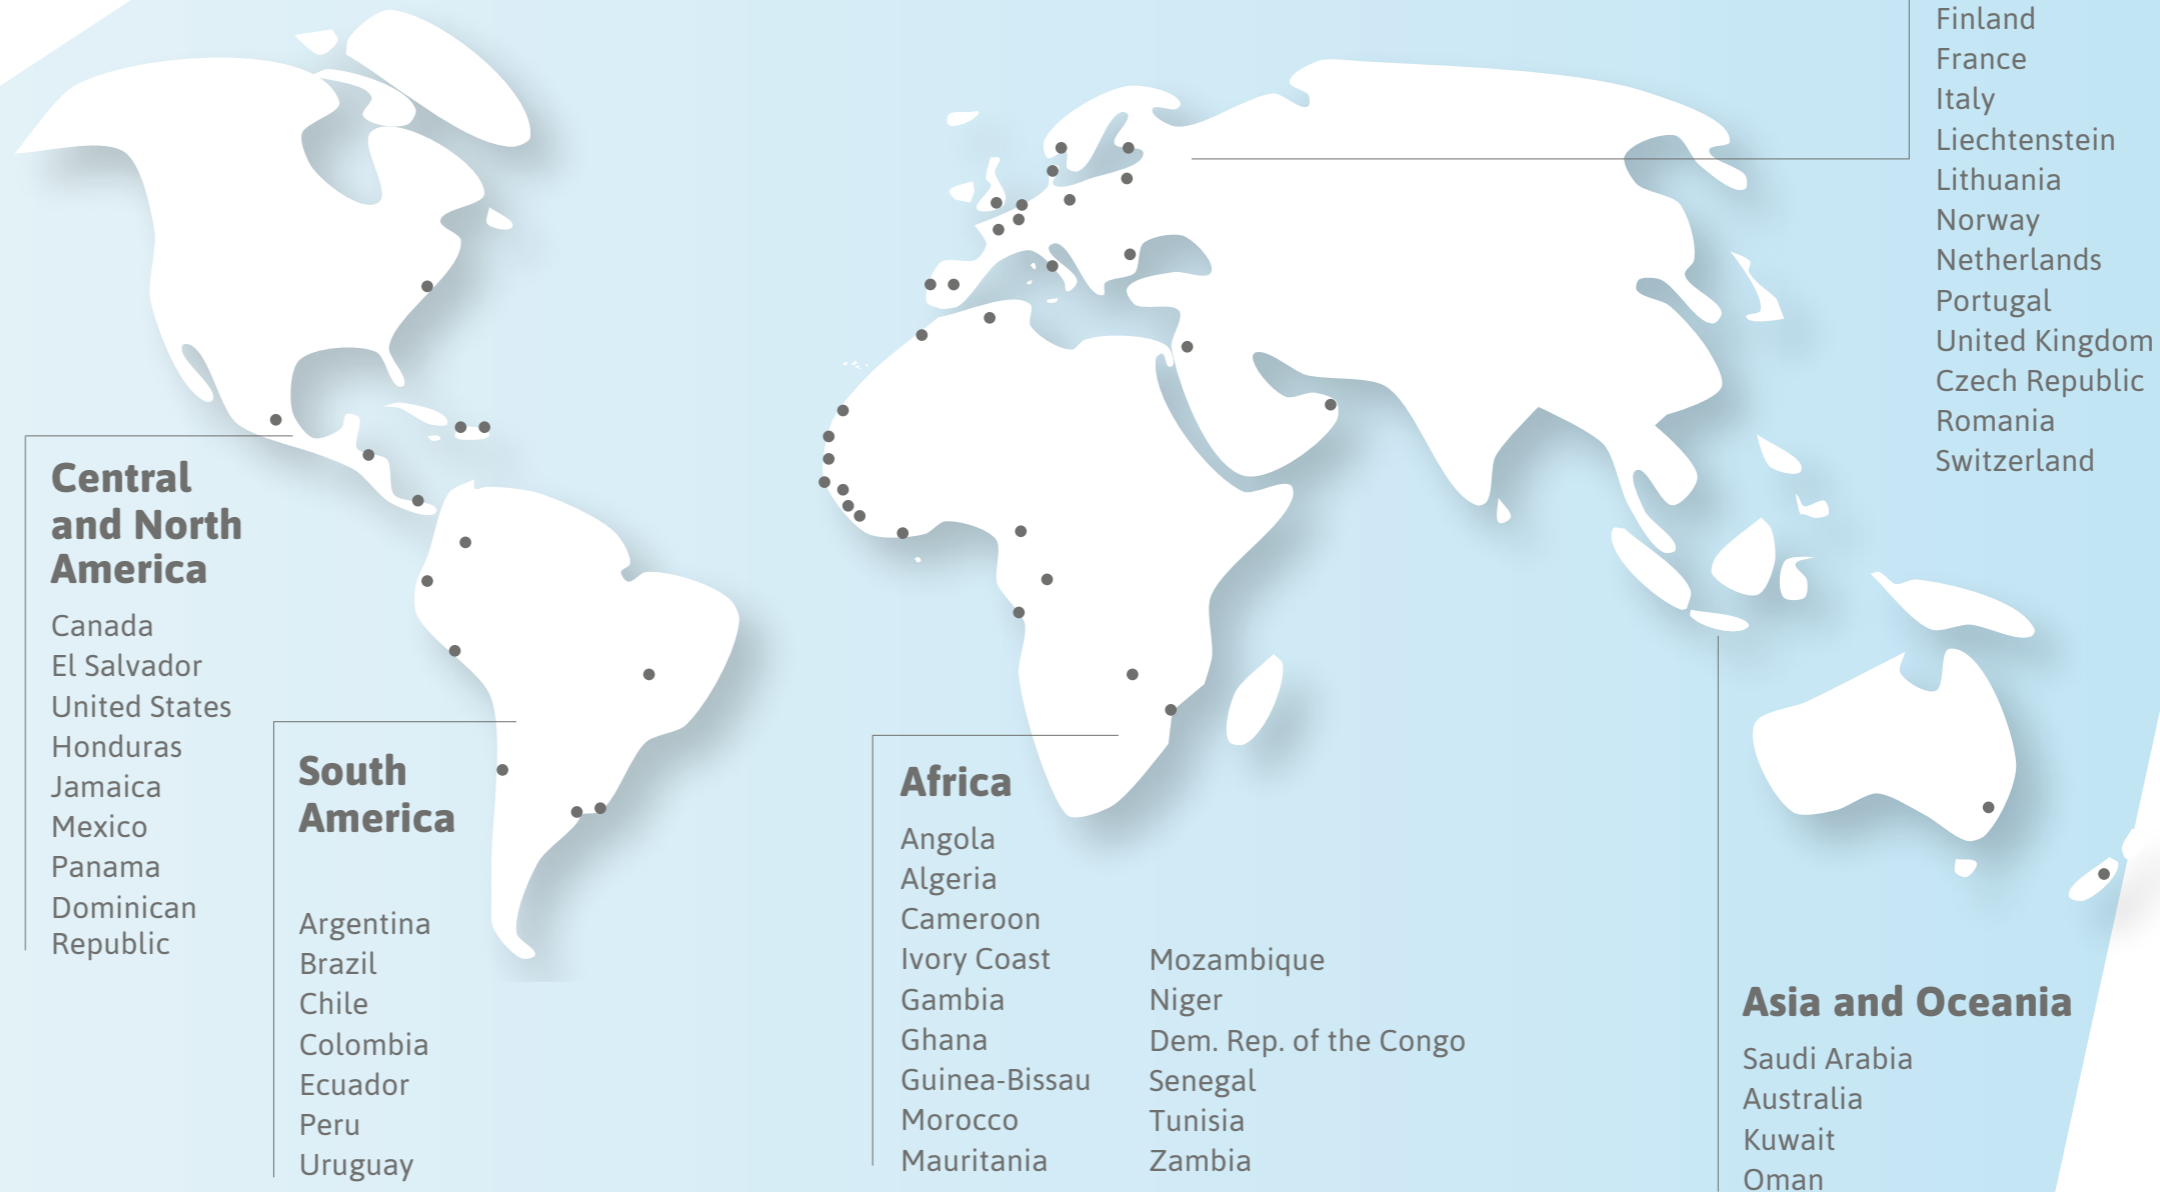 Finland
France
Italy
Liechtenstein
Lithuania
Norway
Netherlands
Portugal
United Kingdom
Czech Republic
Romania
Switzerland
Central
and North
America
Canada
El Salvador
United States
Honduras
Jamaica
Mexico
Panama
Dominican
Republic
South
America
Argentina
Brazil
Chile
Colombia
Ecuador
Peru
Uruguay
Africa
Angola
Algeria
Cameroon
Ivory Coast
Gambia
Ghana
Guinea-Bissau
Morocco
Mauritania
Mozambique
Niger
Dem. Rep. of the Congo
Senegal
Tunisia
Zambia
Asia and Oceania
Saudi Arabia
Australia
Kuwait
Oman